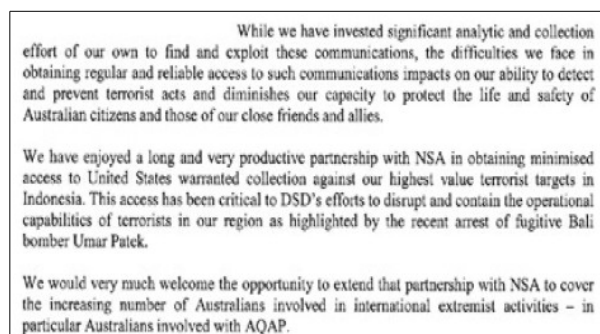 While we have invested significant analytic and collection
effort of our own to find and exploit these communications, the difficulties we face in
obtaining regular and reliable access to such communications impacts on our ability to detect
and prevent terrorist acts and diminishes our capacity to protect the life and safety of
Australian citizens and those of our close friends and allies.
We have enjoyed a long and very productive partnership with NSA in obtaining minimised
access to United States warranted collection against our highest value terrorist targets in
Indonesia. This access has been critical to DSD's efforts to disrupt and contain the operational
capabilities of terrorists in our region as highlighted by the recent arrest of fugitive Bali
bomber Umar Patek.
We would very much welcome the opportunity to extend that partnership with NSA to cover
the increasing number of Australians involved in international extremist activities – in
particular Australians involved with AQAP.